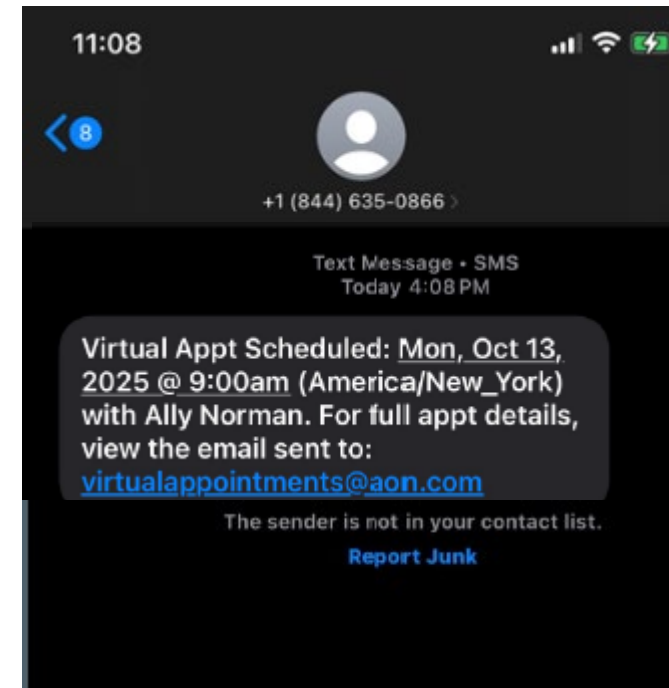 11:08
8
+1 (844) 635-0866 >
Text Message • SMS
Today 4:08 PM
Virtual Appt Scheduled: Mon, Oct 13,
2025 @ 9:00am (America/New_York)
with Ally Norman. For full appt details,
view the email sent to:
virtualappointments@aon.com
The sender is not in your contact list.
Report Junk